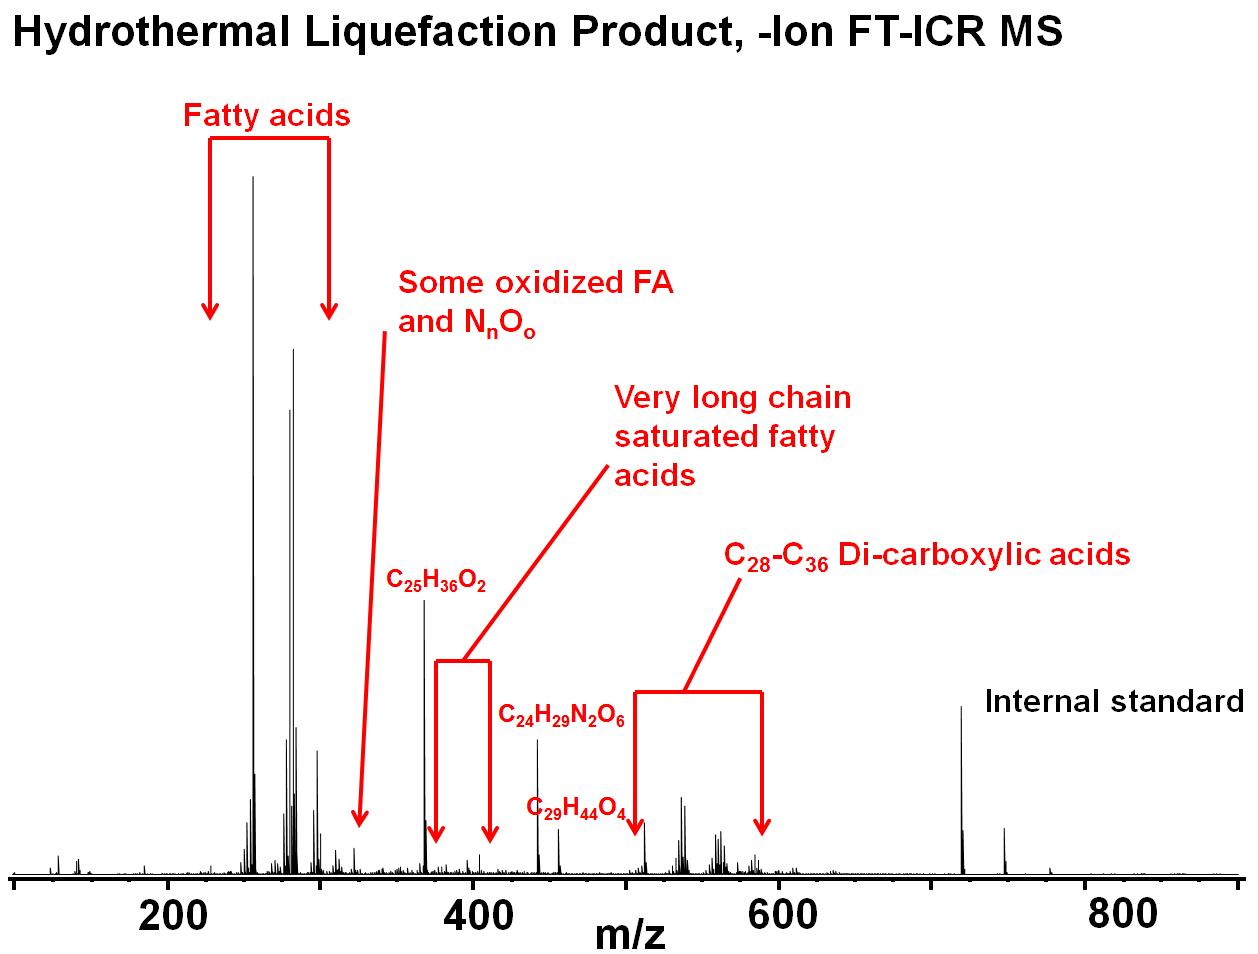 Hydrothermal Liquefaction Product, -Ion FT-ICR MS
Fatty acids
Some oxidized FA
and NₙOₒ
Very long chain
saturated fatty
acids
C₂₈-C₃₆ Di-carboxylic acids
C₂₅H₃₆O₂
C₂₄H₂₉N₂O₆
Internal standard
C₂₉H₄₄O₄
200
400
600
800
m/z